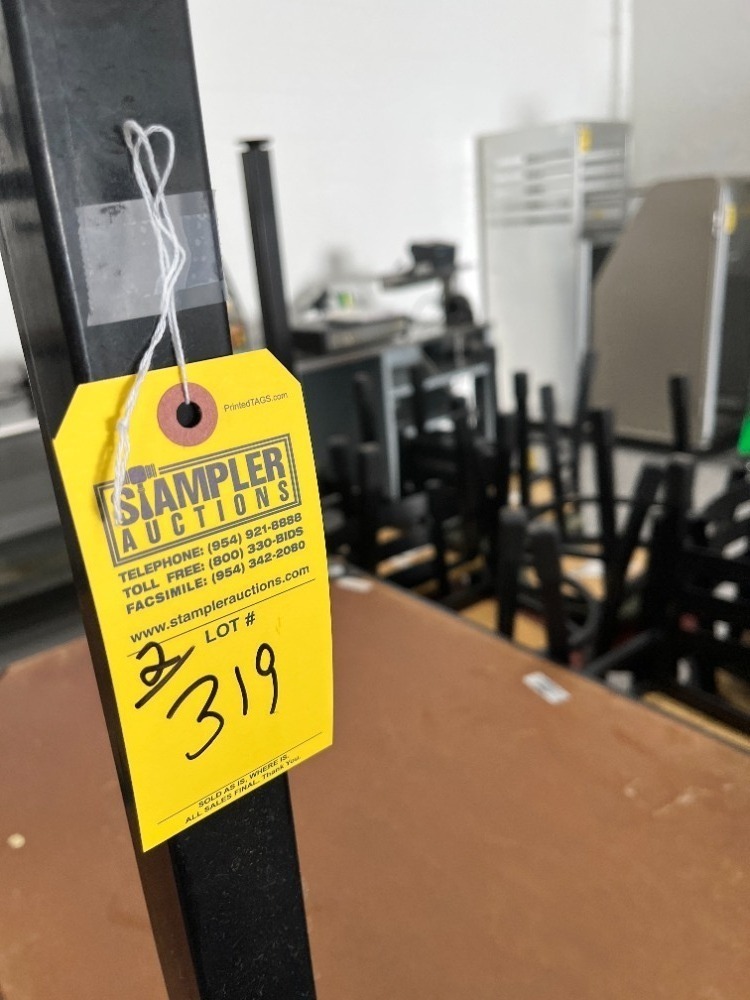 PrintedTAGS.com
STAMPLER
AUCTIONS
TELEPHONE: (954) 921-8888
TOLL FREE: (800) 330-BIDS
FACSIMILE: (954) 342-2080
www.stamplerauctions.com
LOT #
2/
319
SOLD AS IS, WHERE IS.
ALL SALES FINAL. Thank You.